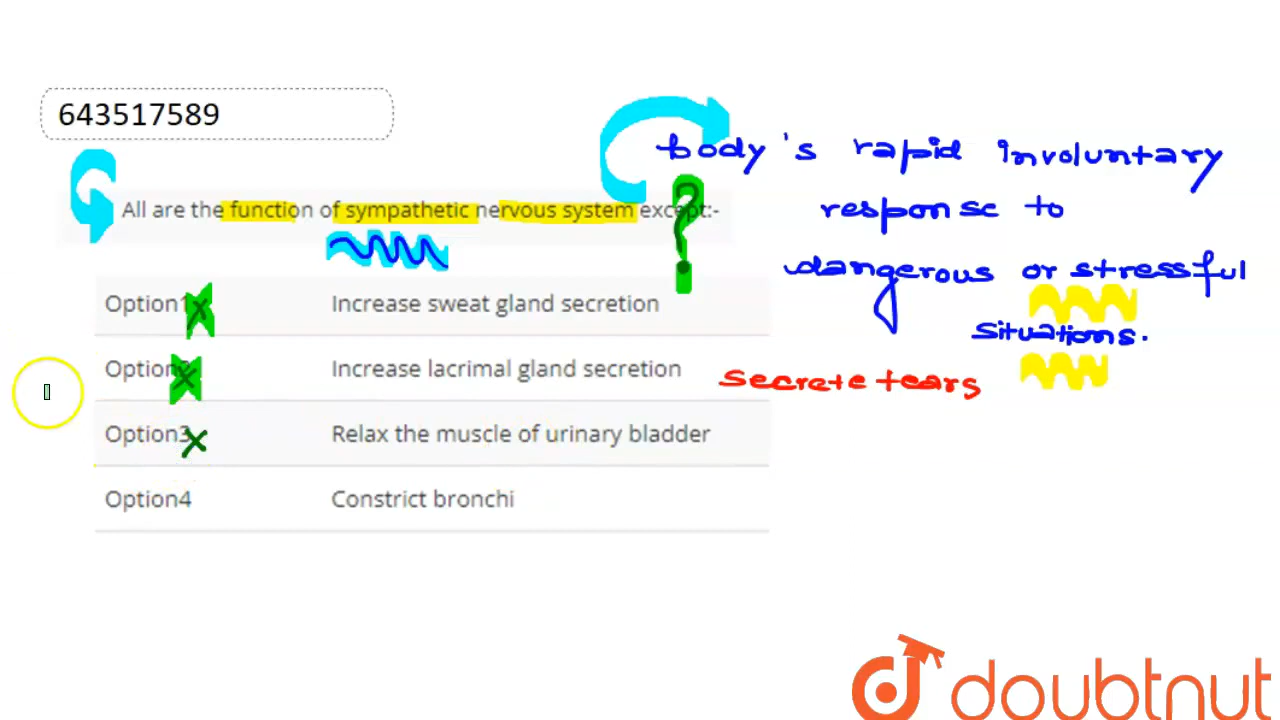 643517589
body's rapid involuntary
response to
All are the function of sympathetic nervous system except:-
?
dangerous or stressful
situations.
Option1 x Increase sweat gland secretion
Option2 x Increase lacrimal gland secretion
secrete tears
Option3 x Relax the muscle of urinary bladder
Option4 Constrict bronchi
doubtnut